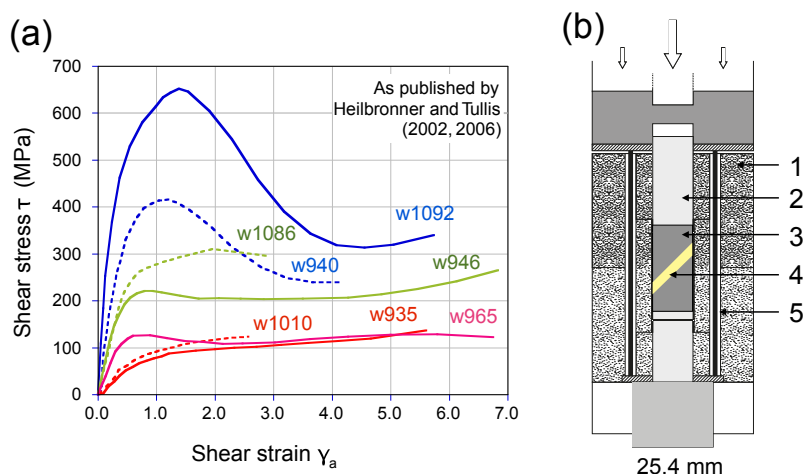 (a)
700
600
500
400
300
200
100
0
0.0
1.0
2.0
3.0
4.0
5.0
6.0
7.0
Shear stress τ (MPa)
Shear strain γa
As published by
Heilbronner and Tullis
(2002, 2006)
w1092
w1086
w940
w946
w935
w1010
w965
(b)
1
2
3
4
5
25.4 mm